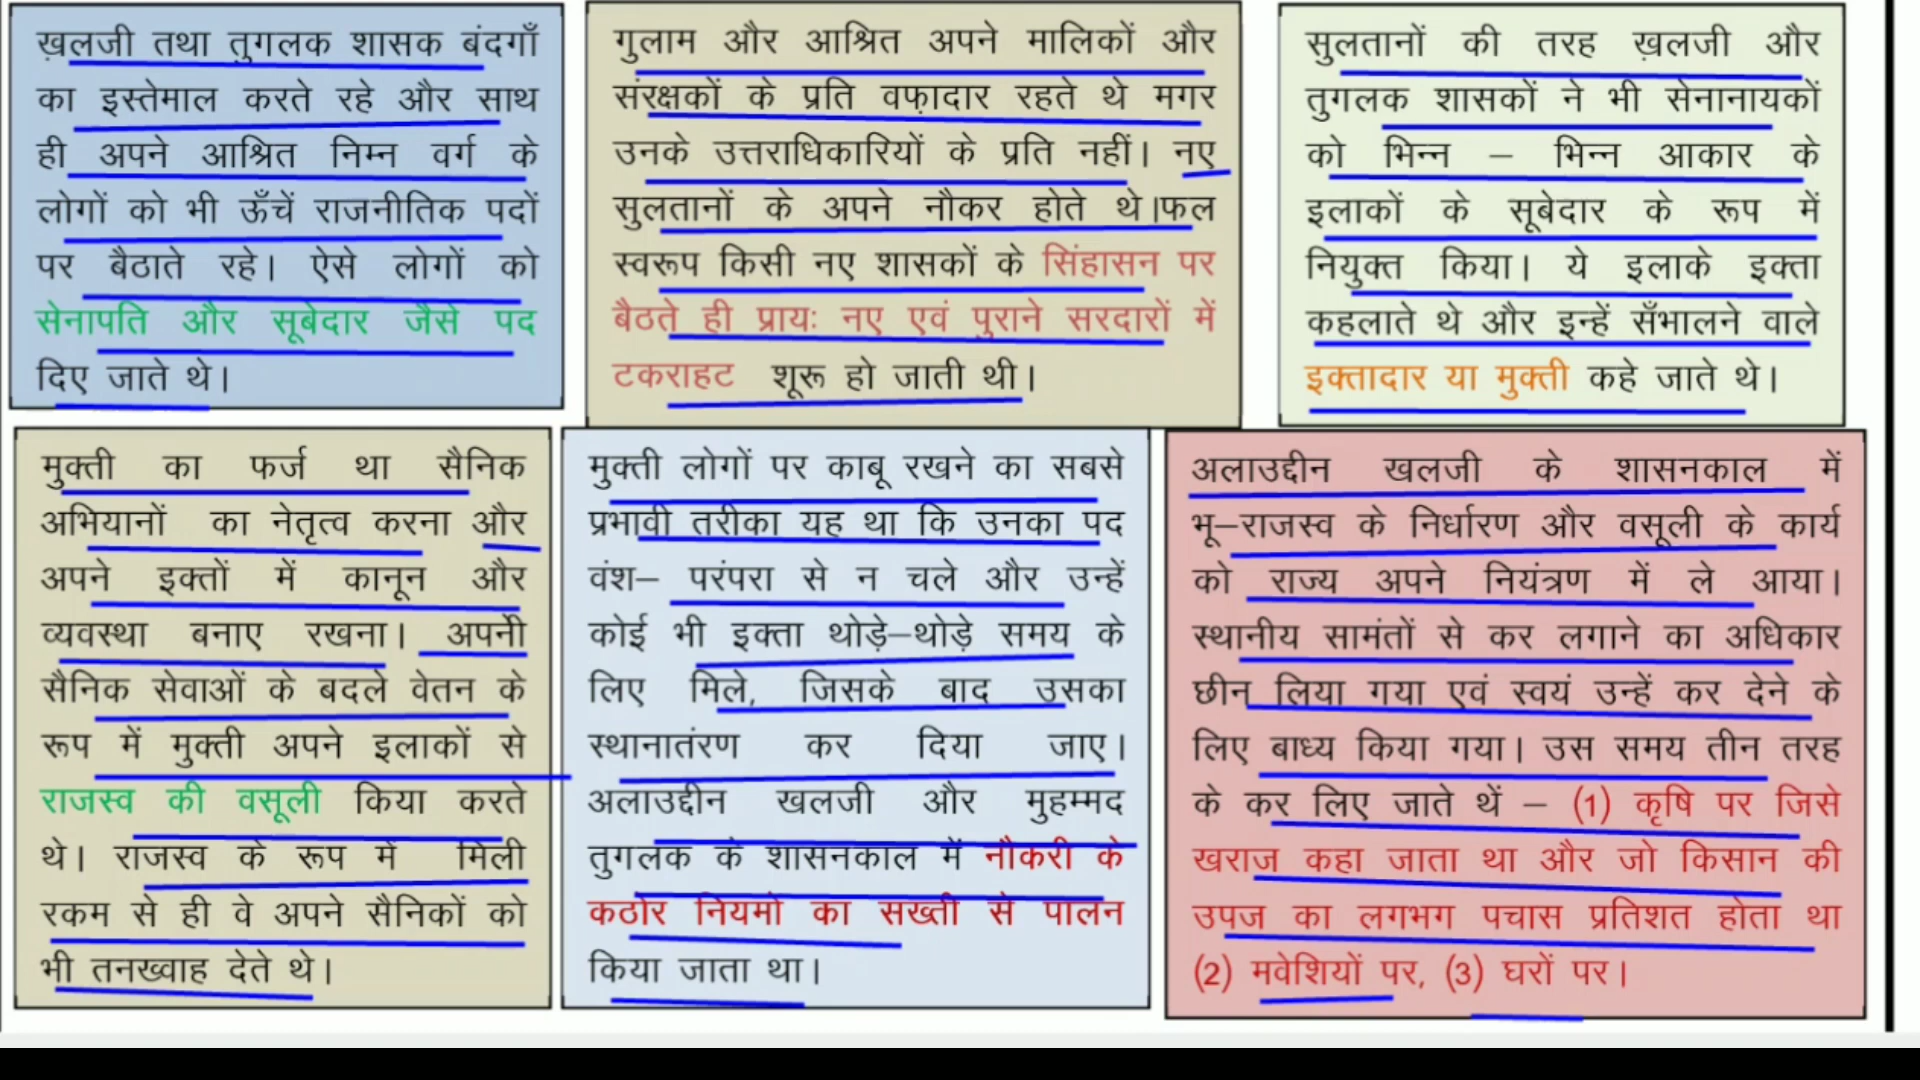 ख़लजी तथा तुगलक शासक बंदगाँ
का इस्तेमाल करते रहे और साथ
ही अपने आश्रित निम्न वर्ग के
लोगों को भी ऊँचें राजनीतिक पदों
पर बैठाते रहे। ऐसे लोगों को
सेनापति और सूबेदार जैसे पद
दिए जाते थे।
गुलाम और आश्रित अपने मालिकों और
संरक्षकों के प्रति वफ़ादार रहते थे मगर
उनके उत्तराधिकारियों के प्रति नहीं। नए
सुलतानों के अपने नौकर होते थे।फल
स्वरूप किसी नए शासकों के सिंहासन पर
बैठते ही प्रायः नए एवं पुराने सरदारों में
टकराहट शूरू हो जाती थी।
सुलतानों की तरह ख़लजी और
तुगलक शासकों ने भी सेनानायकों
को भिन्न – भिन्न आकार के
इलाकों के सूबेदार के रूप में
नियुक्त किया। ये इलाके इक्ता
कहलाते थे और इन्हें सँभालने वाले
इक्तादार या मुक्ती कहे जाते थे।
मुक्ती का फर्ज था सैनिक
अभियानों का नेतृत्व करना और
अपने इक्तों में कानून और
व्यवस्था बनाए रखना। अपनीे
सैनिक सेवाओं के बदले वेतन के
रूप में मुक्ती अपने इलाकों से
राजस्व की वसूली किया करते
थे। राजस्व के रूप में मिली
रकम से ही वे अपने सैनिकों को
भी तनख्वाह देते थे।
मुक्ती लोगों पर काबू रखने का सबसे
प्रभावी तरीका यह था कि उनका पद
वंश– परंपरा से न चले और उन्हें
कोई भी इक्ता थोड़े–थोड़े समय के
लिए मिले, जिसके बाद उसका
स्थानातंरण कर दिया जाए।
अलाउद्दीन खलजी और मुहम्मद
तुगलक के शासनकाल में नौकरी के
कठोर नियमो का सख्ती से पालन
किया जाता था।
अलाउद्दीन खलजी के शासनकाल में
भू–राजस्व के निर्धारण और वसूली के कार्य
को राज्य अपने नियंत्रण में ले आया।
स्थानीय सामंतों से कर लगाने का अधिकार
छीन लिया गया एवं स्वयं उन्हें कर देने के
लिए बाध्य किया गया। उस समय तीन तरह
के कर लिए जाते थें – (1) कृषि पर जिसे
खराज कहा जाता था और जो किसान की
उपज का लगभग पचास प्रतिशत होता था
(2) मवेशियों पर, (3) घरों पर।